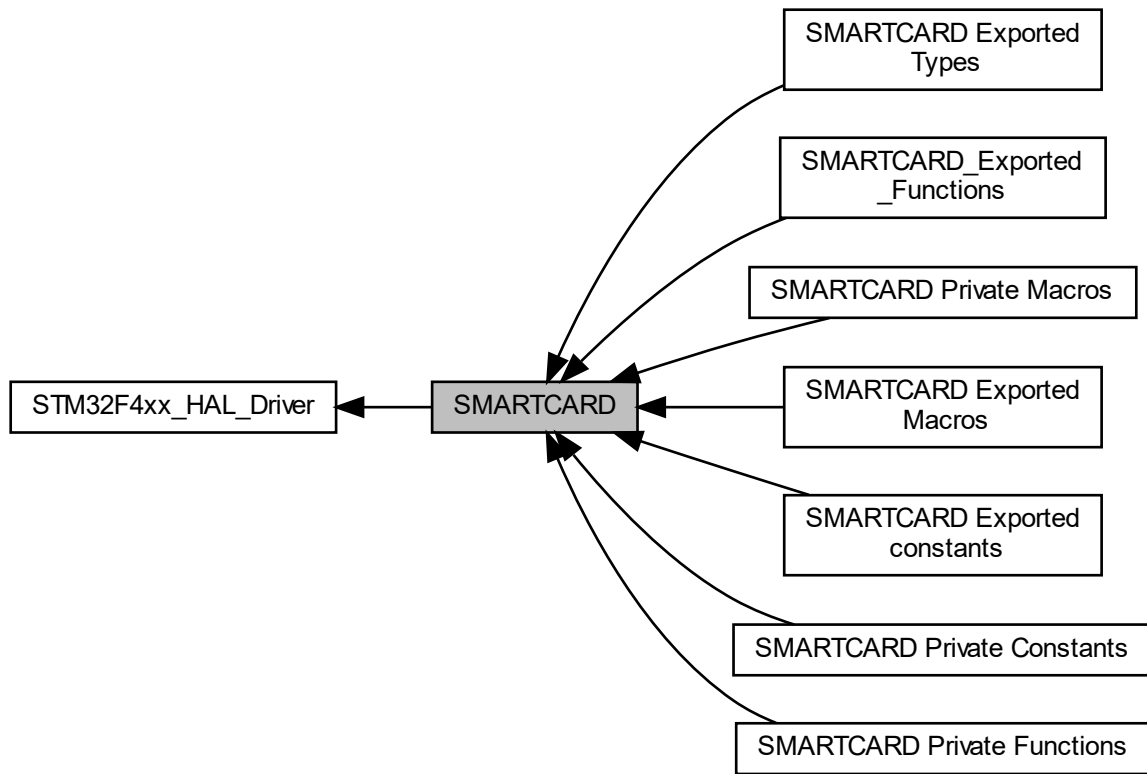 SMARTCARD Exported
Types
SMARTCARD_Exported
_Functions
SMARTCARD Private Macros
STM32F4xx_HAL_Driver
SMARTCARD
SMARTCARD Exported
Macros
SMARTCARD Exported
constants
SMARTCARD Private Constants
SMARTCARD Private Functions